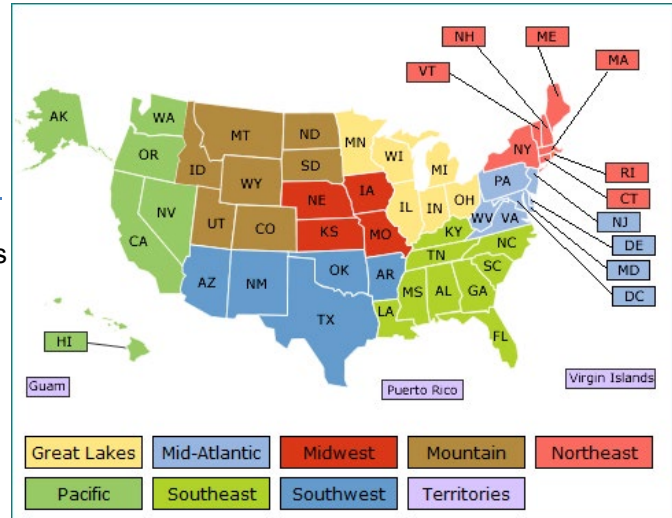 NH
ME
VT
MA
AK
WA
MT
ND
MN
OR
ID
SD
WI
MI
NY
WY
RI
PA
CT
NV
NE
IA
IL
IN
OH
NJ
UT
CO
KS
MO
KY
WV
VA
DE
CA
TN
NC
MD
AZ
NM
OK
AR
SC
DC
MS
AL
GA
TX
LA
FL
HI
s
Guam
Puerto Rico
Virgin Islands
Great Lakes
Mid-Atlantic
Midwest
Mountain
Northeast
Pacific
Southeast
Southwest
Territories